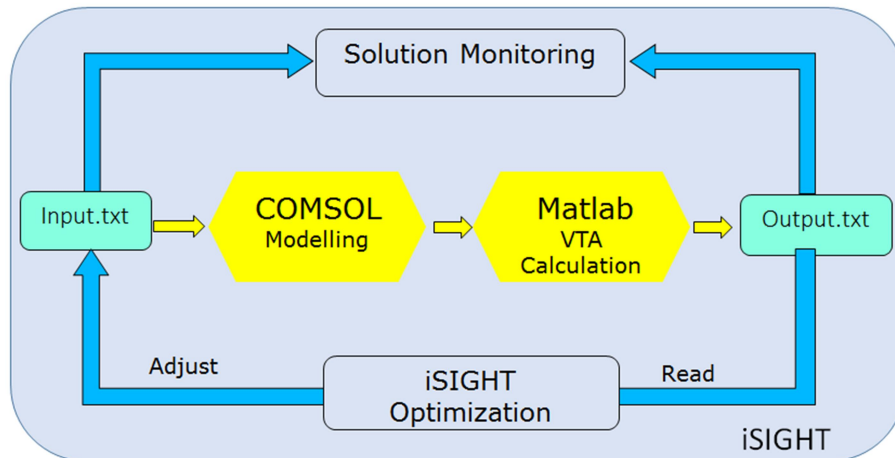 Solution Monitoring
Input.txt
COMSOL
Modelling
Matlab
VTA
Calculation
Output.txt
Adjust
iSIGHT
Optimization
Read
iSIGHT